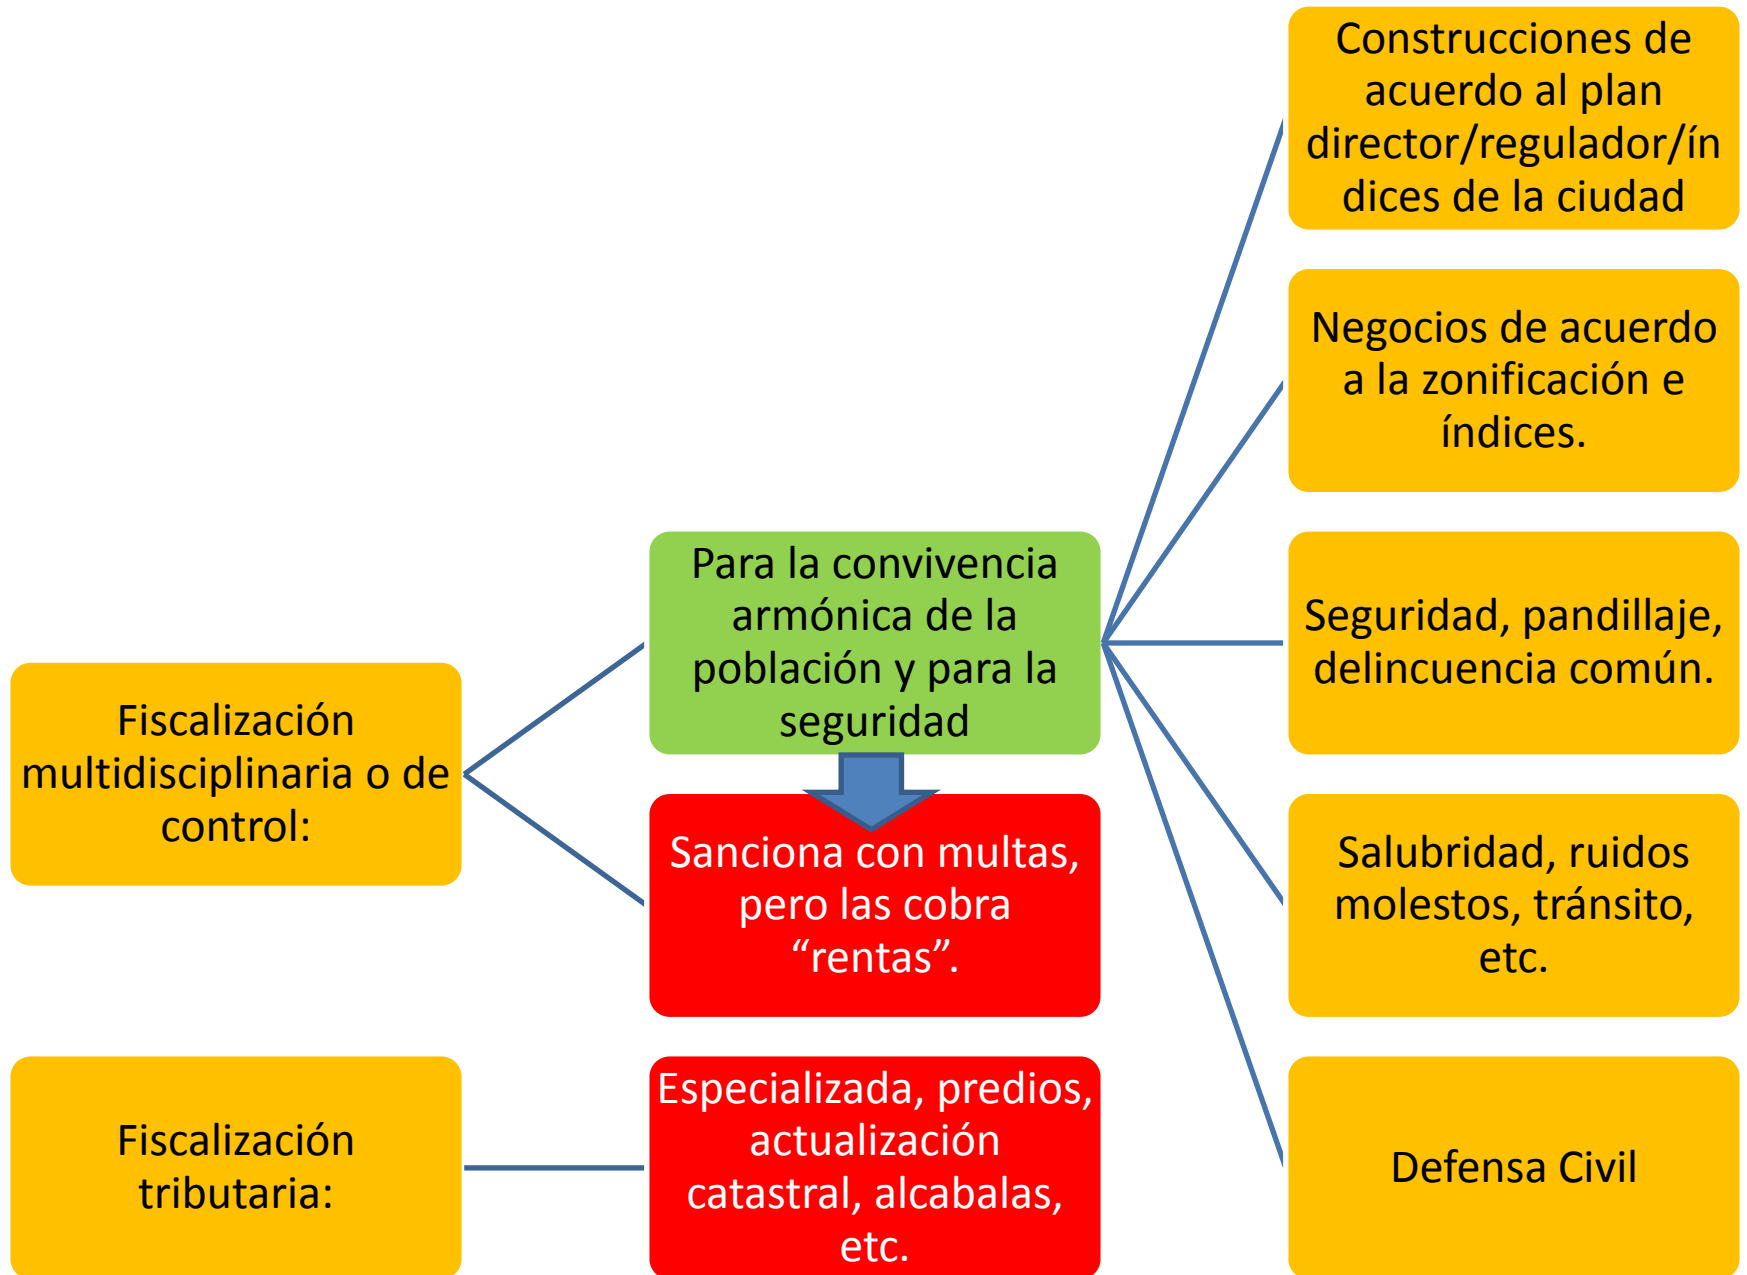 Fiscalización
multidisciplinaria o de
control:
Para la convivencia
armónica de la
población y para la
seguridad
Sanciona con multas,
pero las cobra
“rentas”.
Construcciones de
acuerdo al plan
director/regulador/ín
dices de la ciudad
Negocios de acuerdo
a la zonificación e
índices.
Seguridad, pandillaje,
delincuencia común.
Salubridad, ruidos
molestos, tránsito,
etc.
Defensa Civil
Fiscalización
tributaria:
Especializada, predios,
actualización
catastral, alcabalas,
etc.